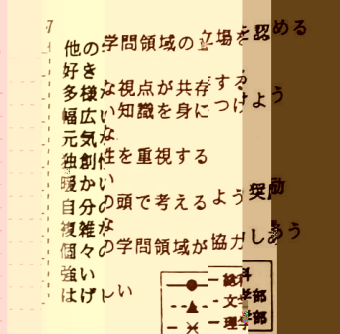 7
他の学問領域の立場を認める
好き
多様な視点が共存する
幅広い知識を身につけよう
元気な
独創性を重視する
暖かい
自分の頭で考えるよう奨励
複雑な
個々の学問領域が協力しあう
強い
はげしい
総科
文学部
理学部